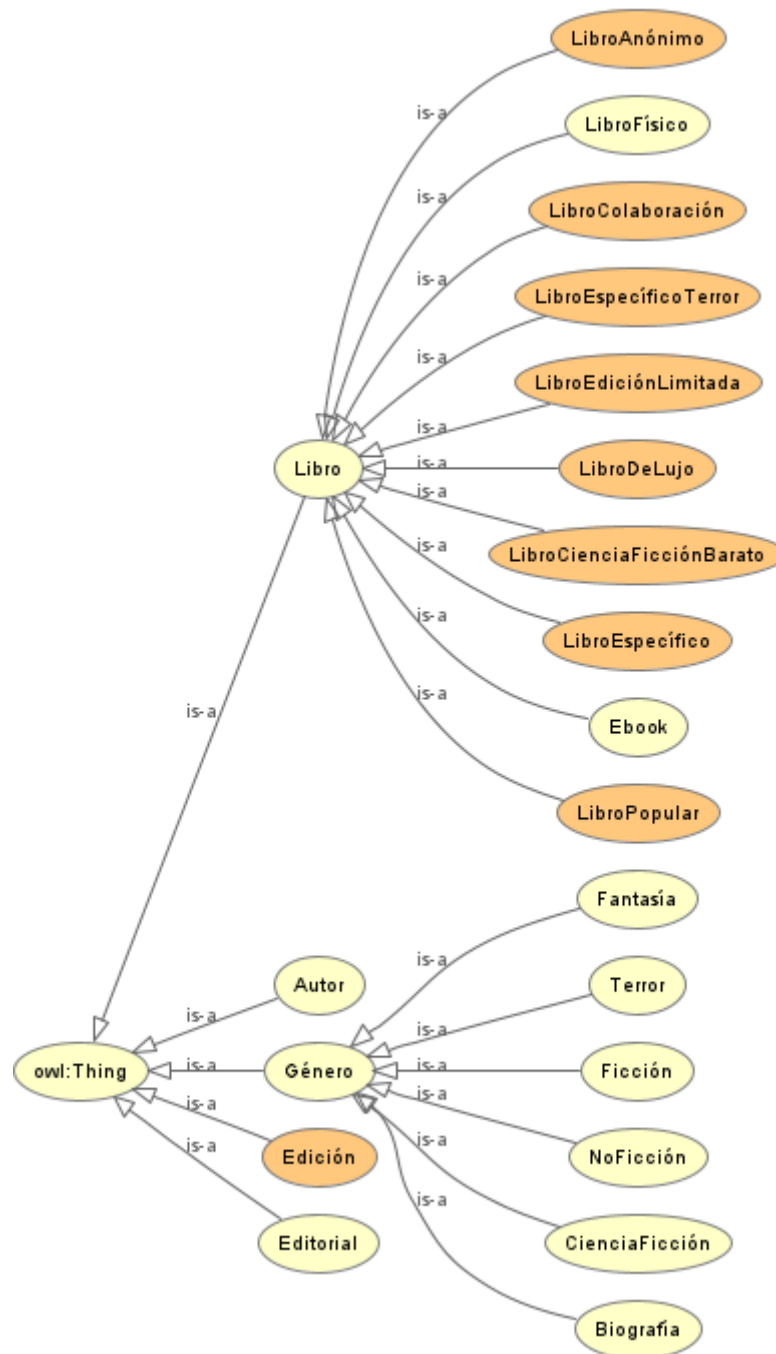 LibroAnónimo
is-a
LibroFísico
is-a
LibroColaboración
is-a
LibroEspecíficoTerror
is-a
LibroEdiciónLimitada
is-a
Libro
is-a
LibroDeLujo
is-a
LibroCienciaFicciónBarato
is-a
LibroEspecífico
is-a
is-a
Ebook
is-a
LibroPopular
Fantasía
is-a
Autor
Terror
is-a
is-a
owl:Thing
is-a
Género
is-a
Ficción
is-a
is-a
Edición
NoFicción
is-a
is-a
Editorial
CienciaFicción
is-a
Biografía